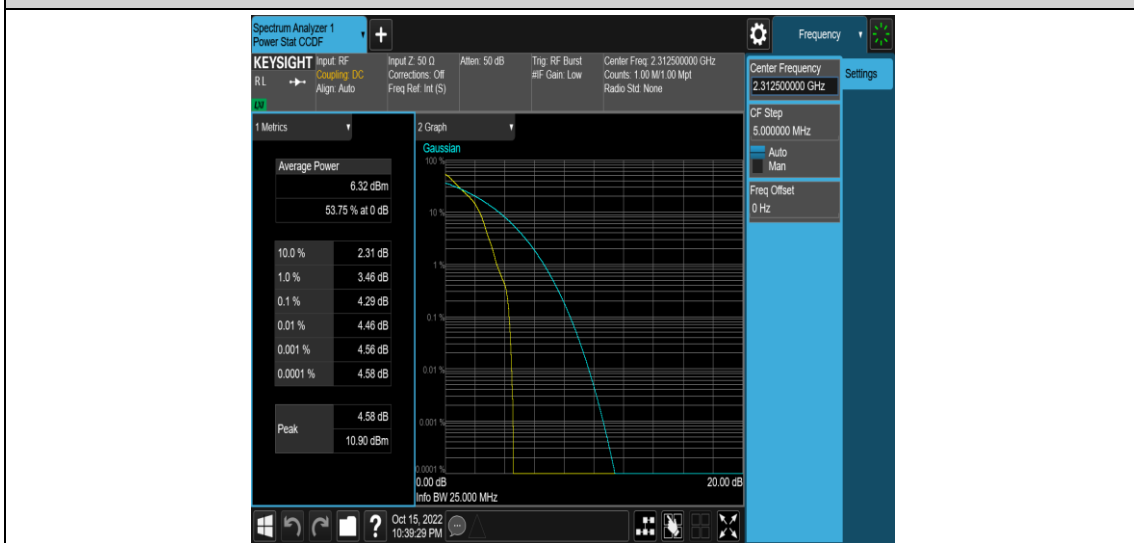 Spectrum Analyzer 1
Power Stat CCDF
+
Frequency
KEYSIGHT
RL
LXI
Input: RF
Coupling: DC
Align: Auto
Input Z: 50 Ω
Corrections: Off
Freq Ref: Int (S)
Atten: 50 dB
Trig: RF Burst
#IF Gain: Low
Center Freq: 2.312500000 GHz
Counts: 1.00 M/1.00 Mpt
Radio Std: None
Center Frequency
2.312500000 GHz
Settings
CF Step
5.000000 MHz
Auto
Man
Freq Offset
0 Hz
1 Metrics
Average Power
6.32 dBm
53.75 % at 0 dB
10.0 % 2.31 dB
1.0 % 3.46 dB
0.1 % 4.29 dB
0.01 % 4.46 dB
0.001 % 4.56 dB
0.0001 % 4.58 dB
Peak
4.58 dB
10.90 dBm
2 Graph
Gaussian
100 %
10 %
1 %
0.1 %
0.01 %
0.001 %
0.0001 %
0.00 dB 20.00 dB
Info BW 25.000 MHz
?
Oct 15, 2022
10:39:29 PM